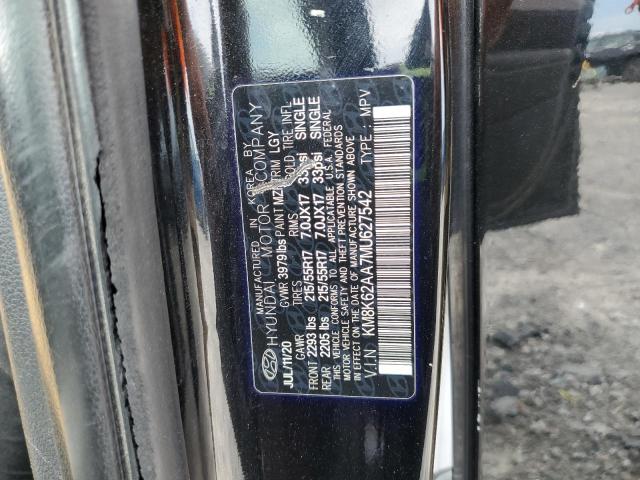 MANUFACTURED IN KOREA BY
HYUNDAI MOTOR COMPANY
JUL/11/20 GVWR 3979 lbs PAINT MZH TRIM LGY
GAWR TIRES RIMS COLD TIRE INFL
FRONT 2293 lbs 215/55R17 7.0JX17 33psi SINGLE
REAR 2205 lbs 215/55R17 7.0JX17 33psi SINGLE
THIS VEHICLE CONFORMS TO ALL APPLICABLE U.S.A. FEDERAL
MOTOR VEHICLE SAFETY AND THEFT PREVENTION STANDARDS
IN EFFECT ON THE DATE OF MANUFACTURE SHOWN ABOVE
V.I.N : KM8K62AA7MU627542 TYPE : MPV